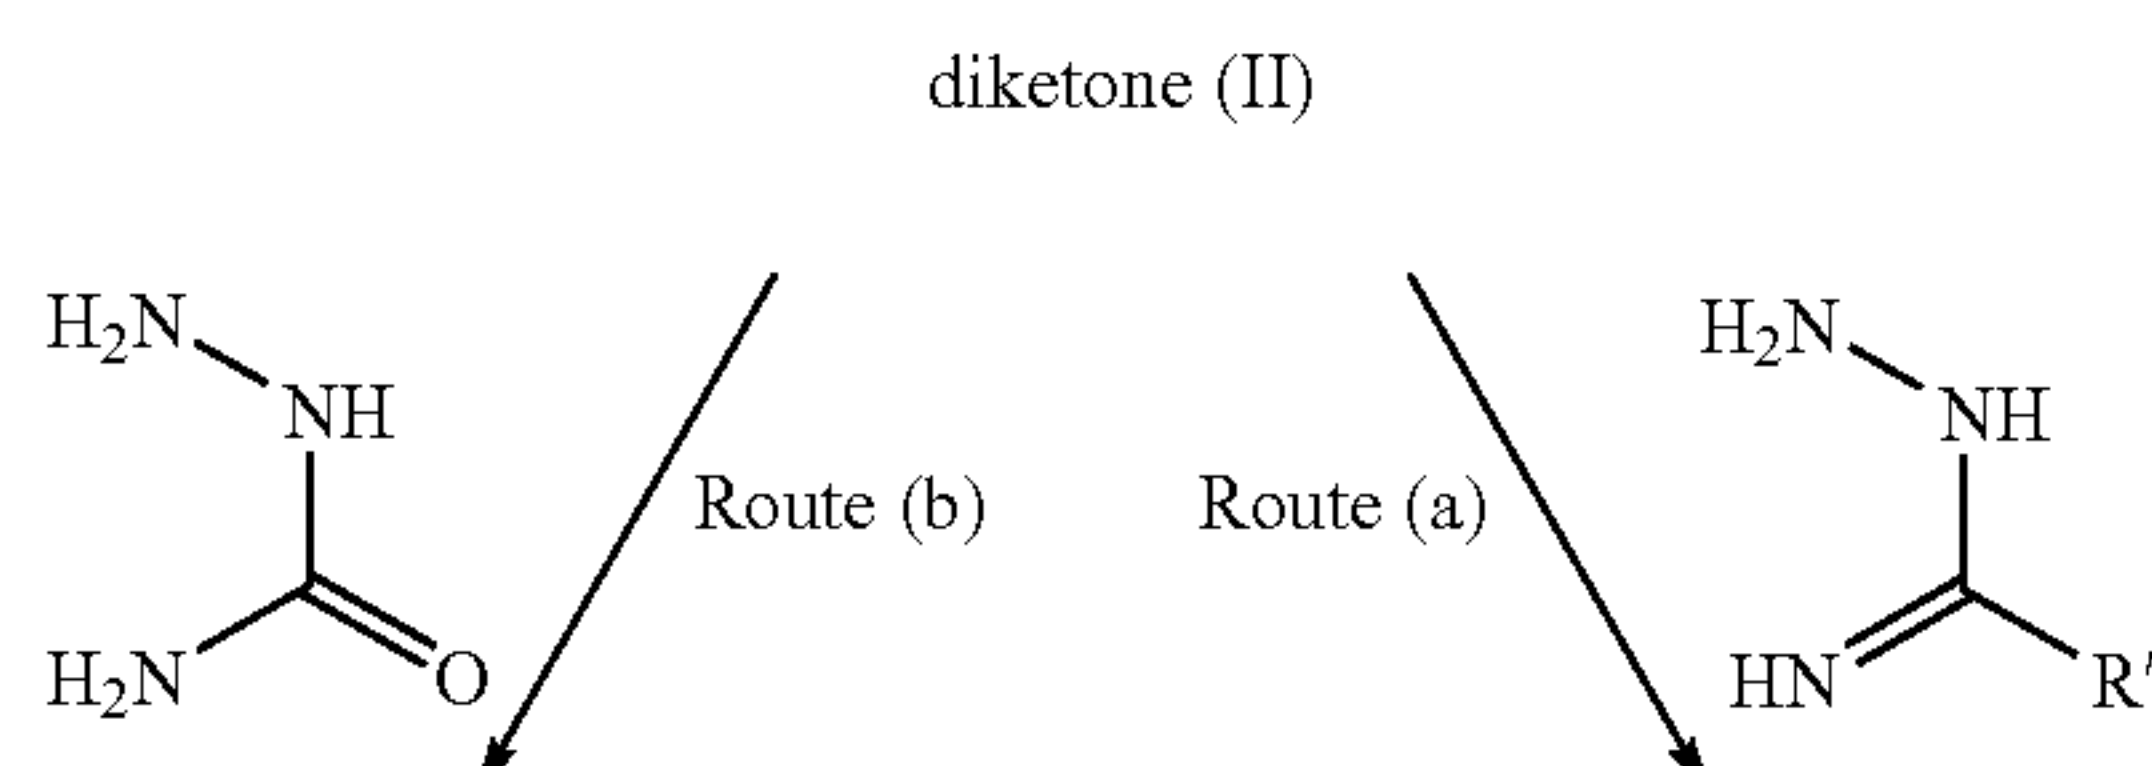 diketone (II)
H₂N
H₂N
NH
NH
Route (b)
Route (a)
H₂N
O
HN
R'